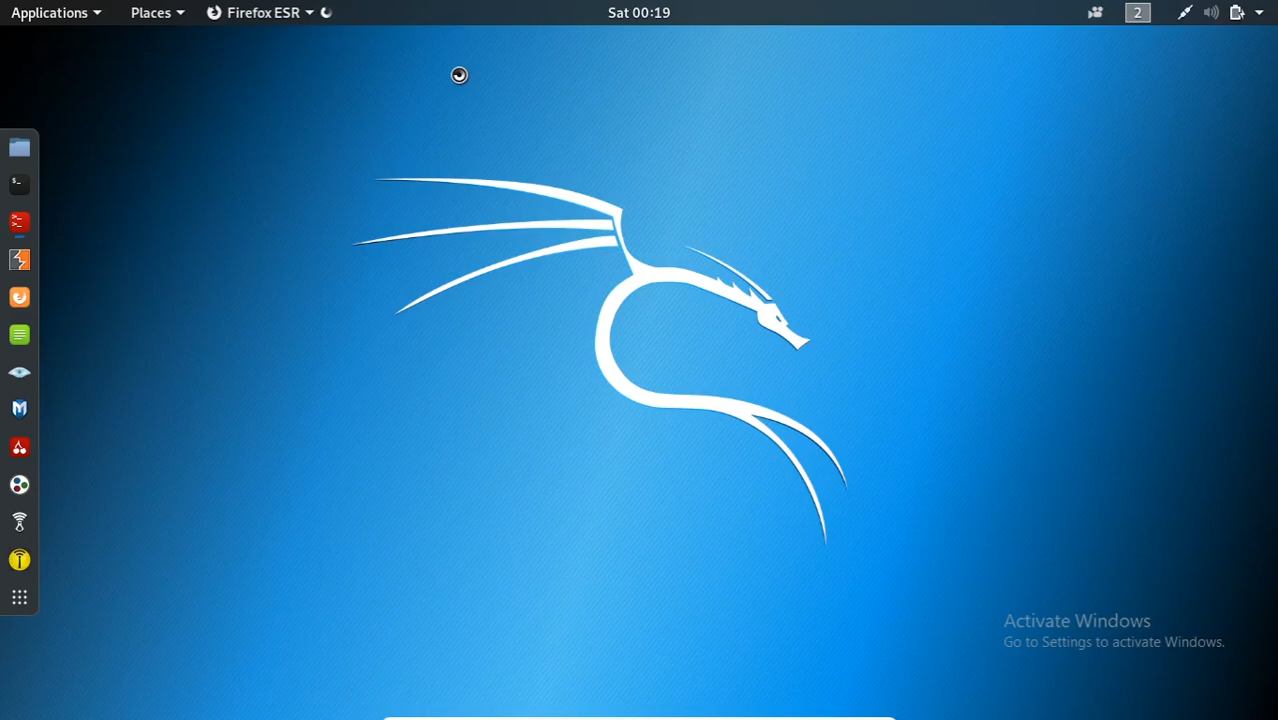 Applications Places Firefox ESR Sat 00:19 2
Activate Windows
Go to Settings to activate Windows.